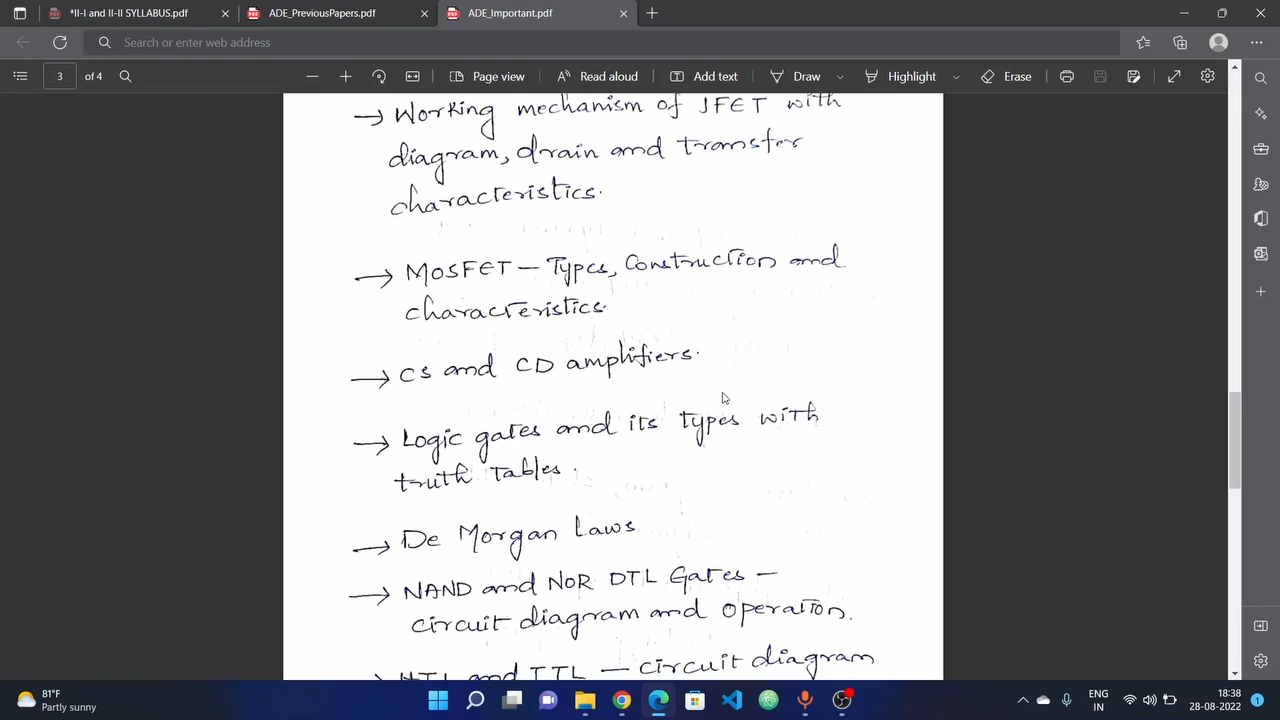 *II-I and II-II SYLLABUS.pdf
ADE_PreviousPapers.pdf
ADE_Important.pdf
Search or enter web address
3 of 4
Page view
Read aloud
Add text
Draw
Highlight
Erase
→ Working mechanism of JFET with
diagram, drain and transfer
characteristics.
→ MOSFET – Types, Construction and
characteristics.
→ CS and CD amplifiers.
→ Logic gates and its types with
truth tables.
→ De Morgan Laws
→ NAND and NOR DTL Gates –
circuit diagram and operation.
→ HTL and TTL – circuit diagram
81°F
Partly sunny
ENG
IN
18:38
28-08-2022
1